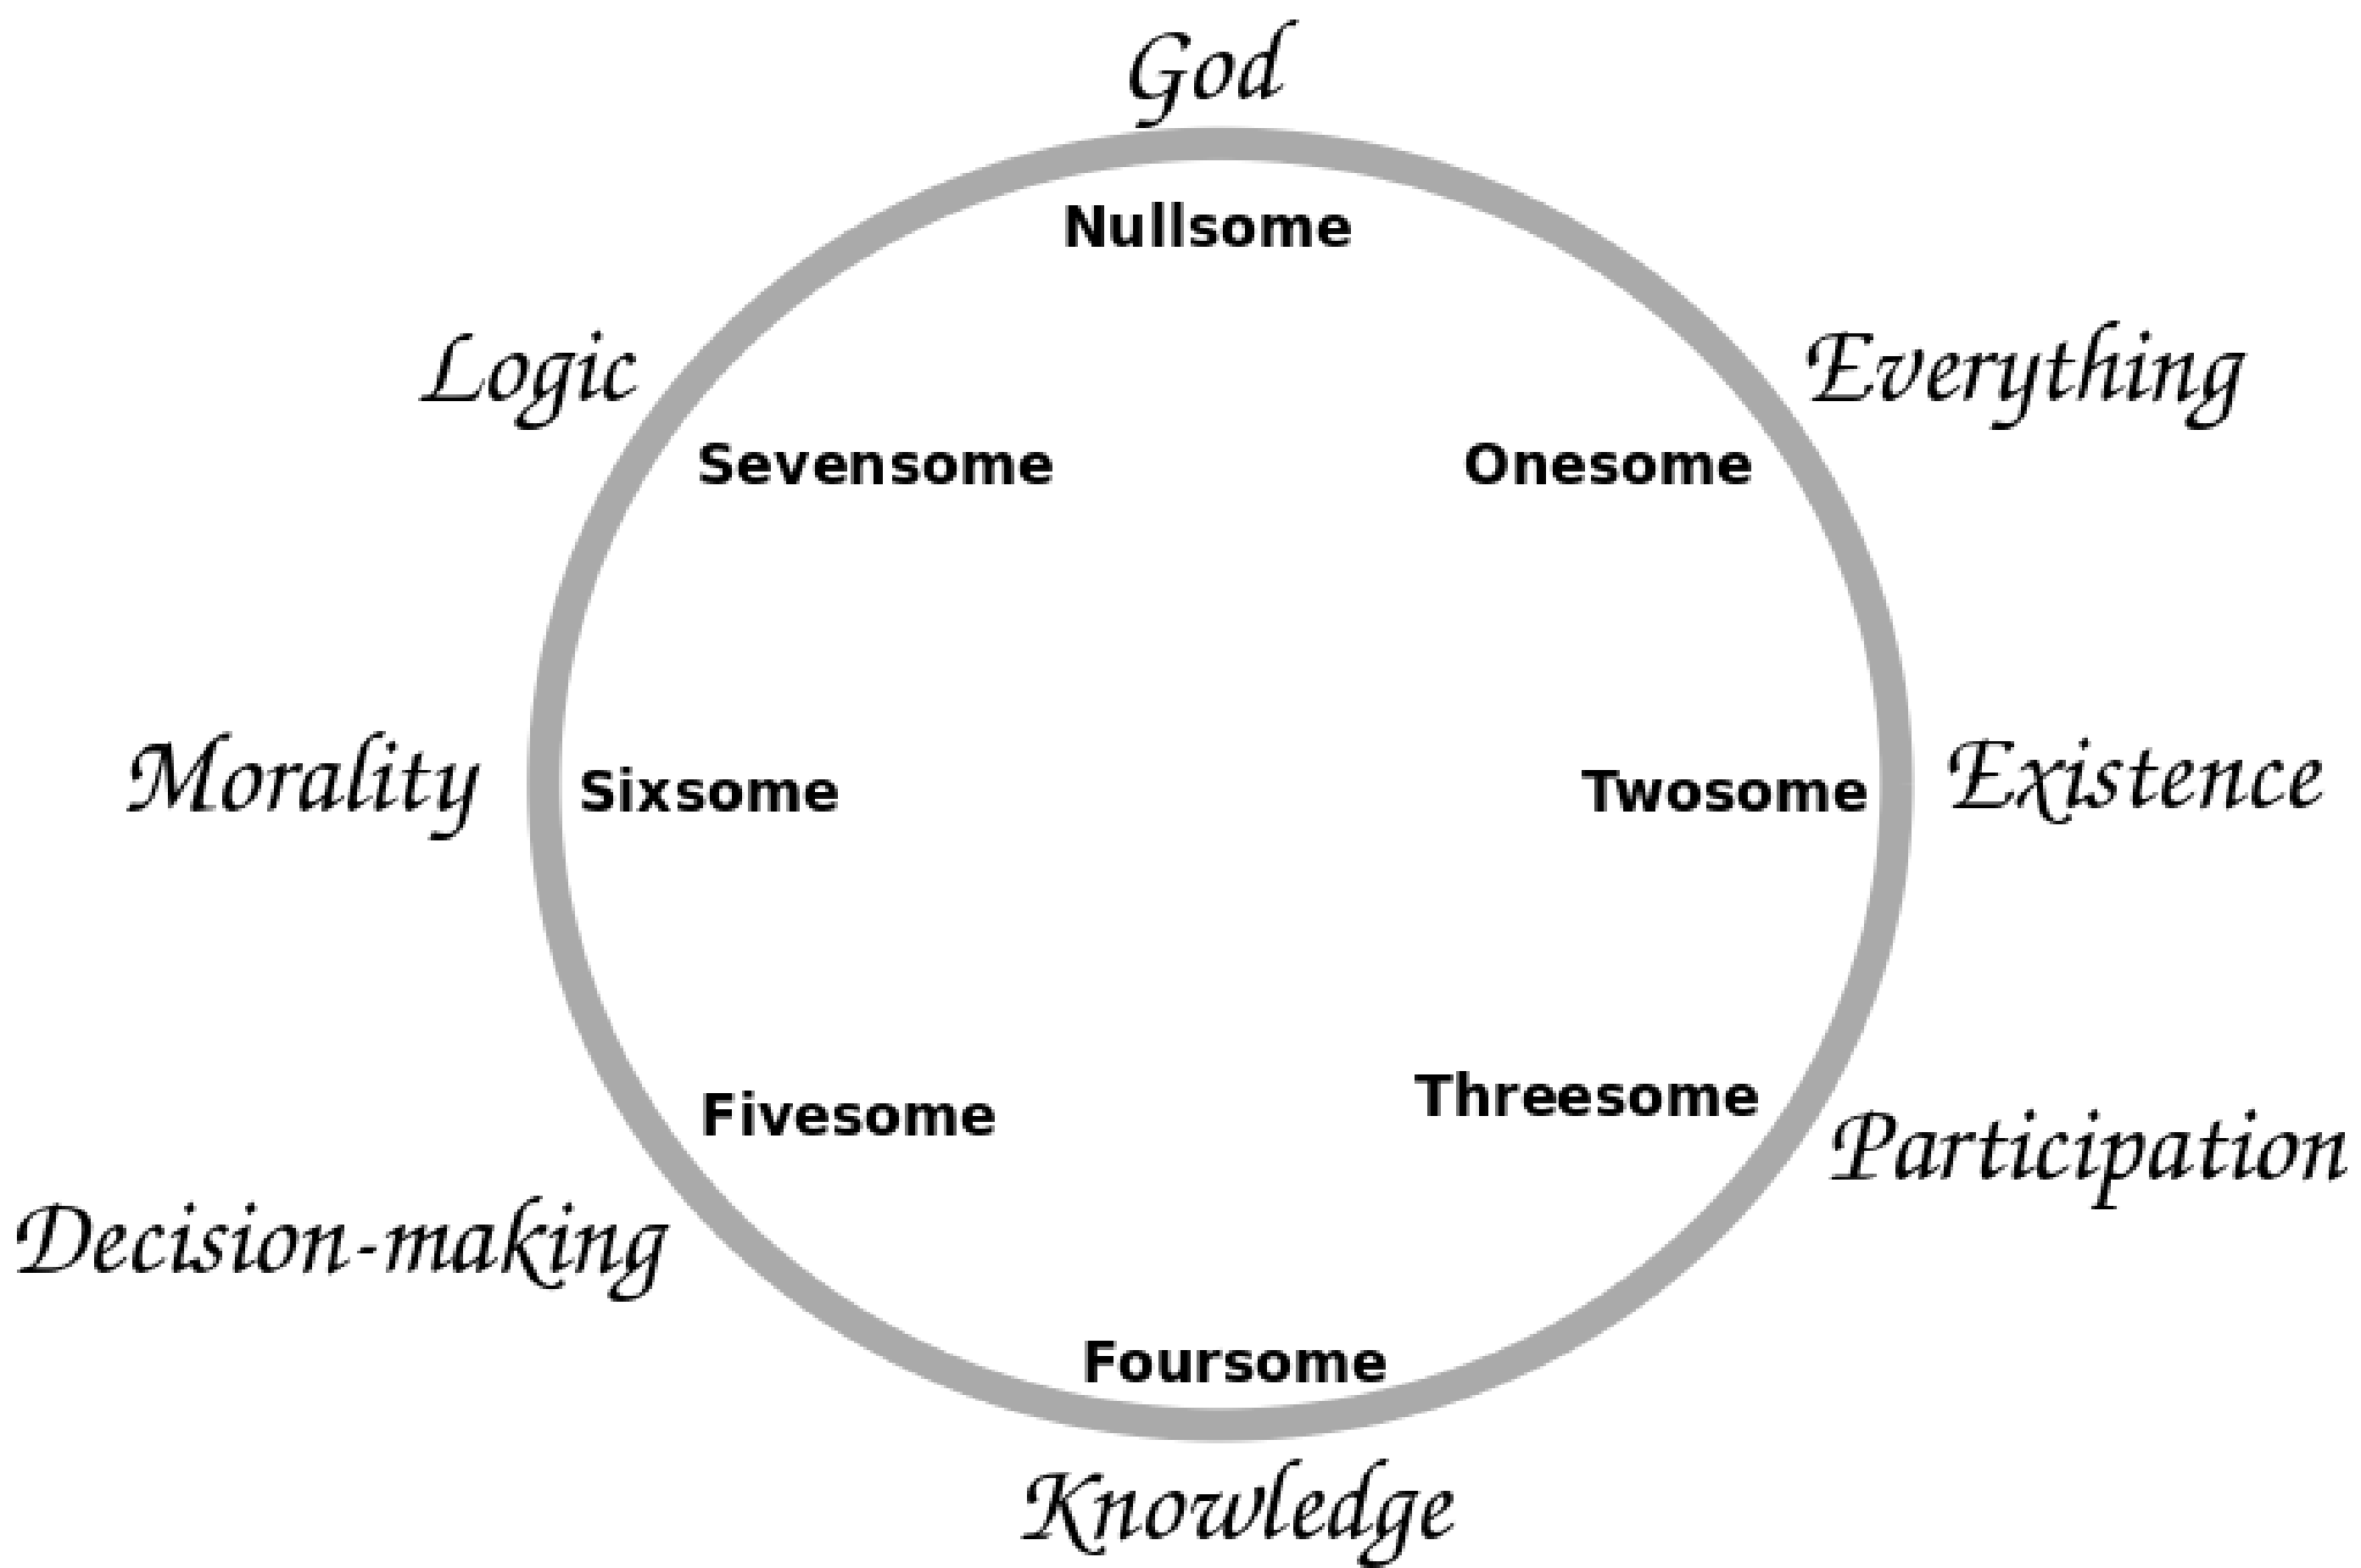 God
Nullsome
Logic
Everything
Sevensome
Onesome
Morality
Sixsome
Twosome
Existence
Fivesome
Threesome
Participation
Decision-making
Foursome
Knowledge